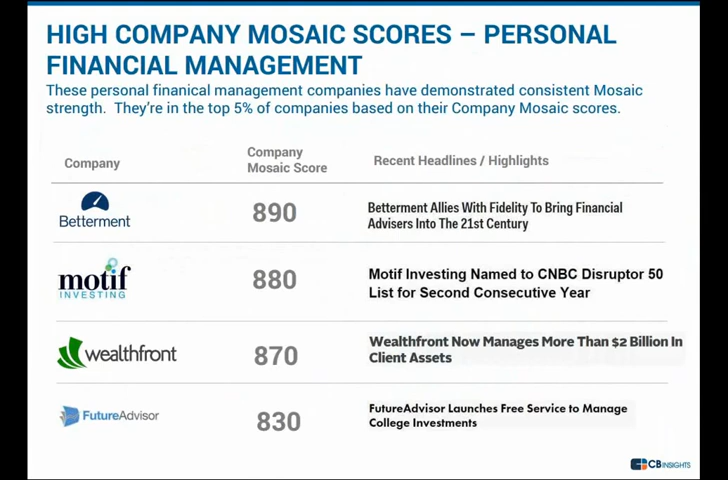 HIGH COMPANY MOSAIC SCORES – PERSONAL
FINANCIAL MANAGEMENT
These personal finanical management companies have demonstrated consistent Mosaic
strength. They're in the top 5% of companies based on their Company Mosaic scores.
Company
Company
Mosaic Score
Recent Headlines / Highlights
Betterment
890
Betterment Allies With Fidelity To Bring Financial
Advisers Into The 21st Century
motif
INVESTING
880
Motif Investing Named to CNBC Disruptor 50
List for Second Consecutive Year
wealthfront
870
Wealthfront Now Manages More Than $2 Billion In
Client Assets
FutureAdvisor
830
FutureAdvisor Launches Free Service to Manage
College Investments
CBINSIGHTS